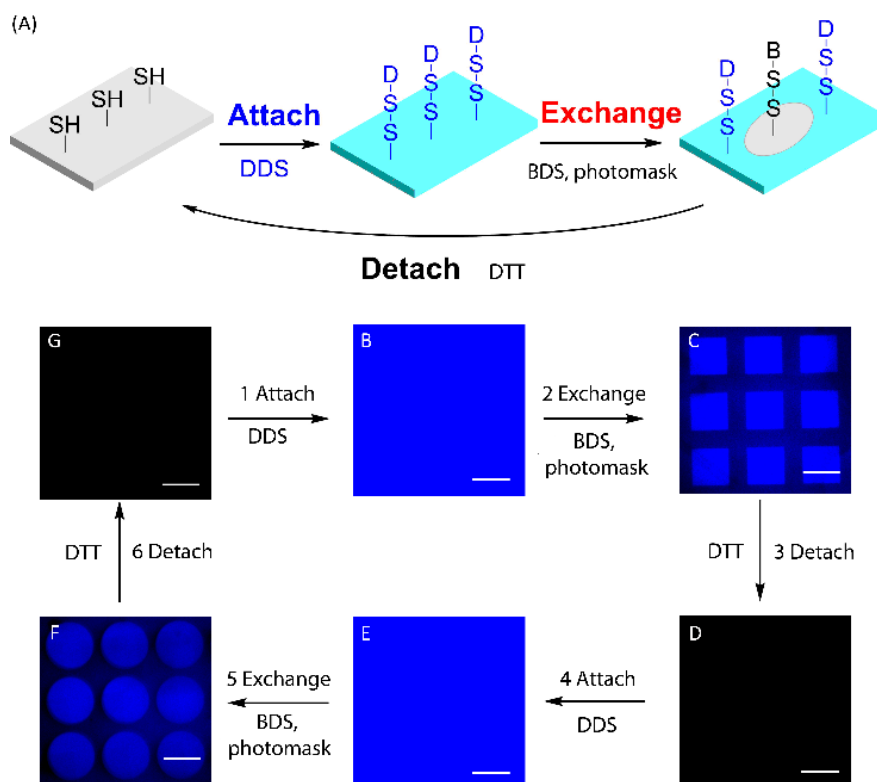 (A)
SH
SH
SH
Attach
DDS
D
S
S
D
S
S
D
S
S
Exchange
BDS, photomask
D
S
S
B
S
S
D
S
S
Detach DTT
G
1 Attach
DDS
B
2 Exchange
BDS,
photomask
C
DTT
3 Detach
D
4 Attach
DDS
E
5 Exchange
BDS,
photomask
F
DTT
6 Detach